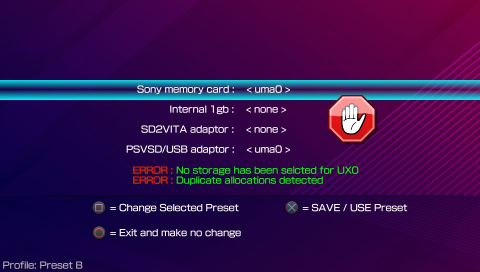 Sony memory card : < uma0 >
Internal 1gb : < none >
SD2VITA adaptor : < none >
PSVSD/USB adaptor : < uma0 >
ERROR : No storage has been selcted for UX0
ERROR : Duplicate allocations detected
= Change Selected Preset = SAVE / USE Preset
= Exit and make no change
Profile: Preset B